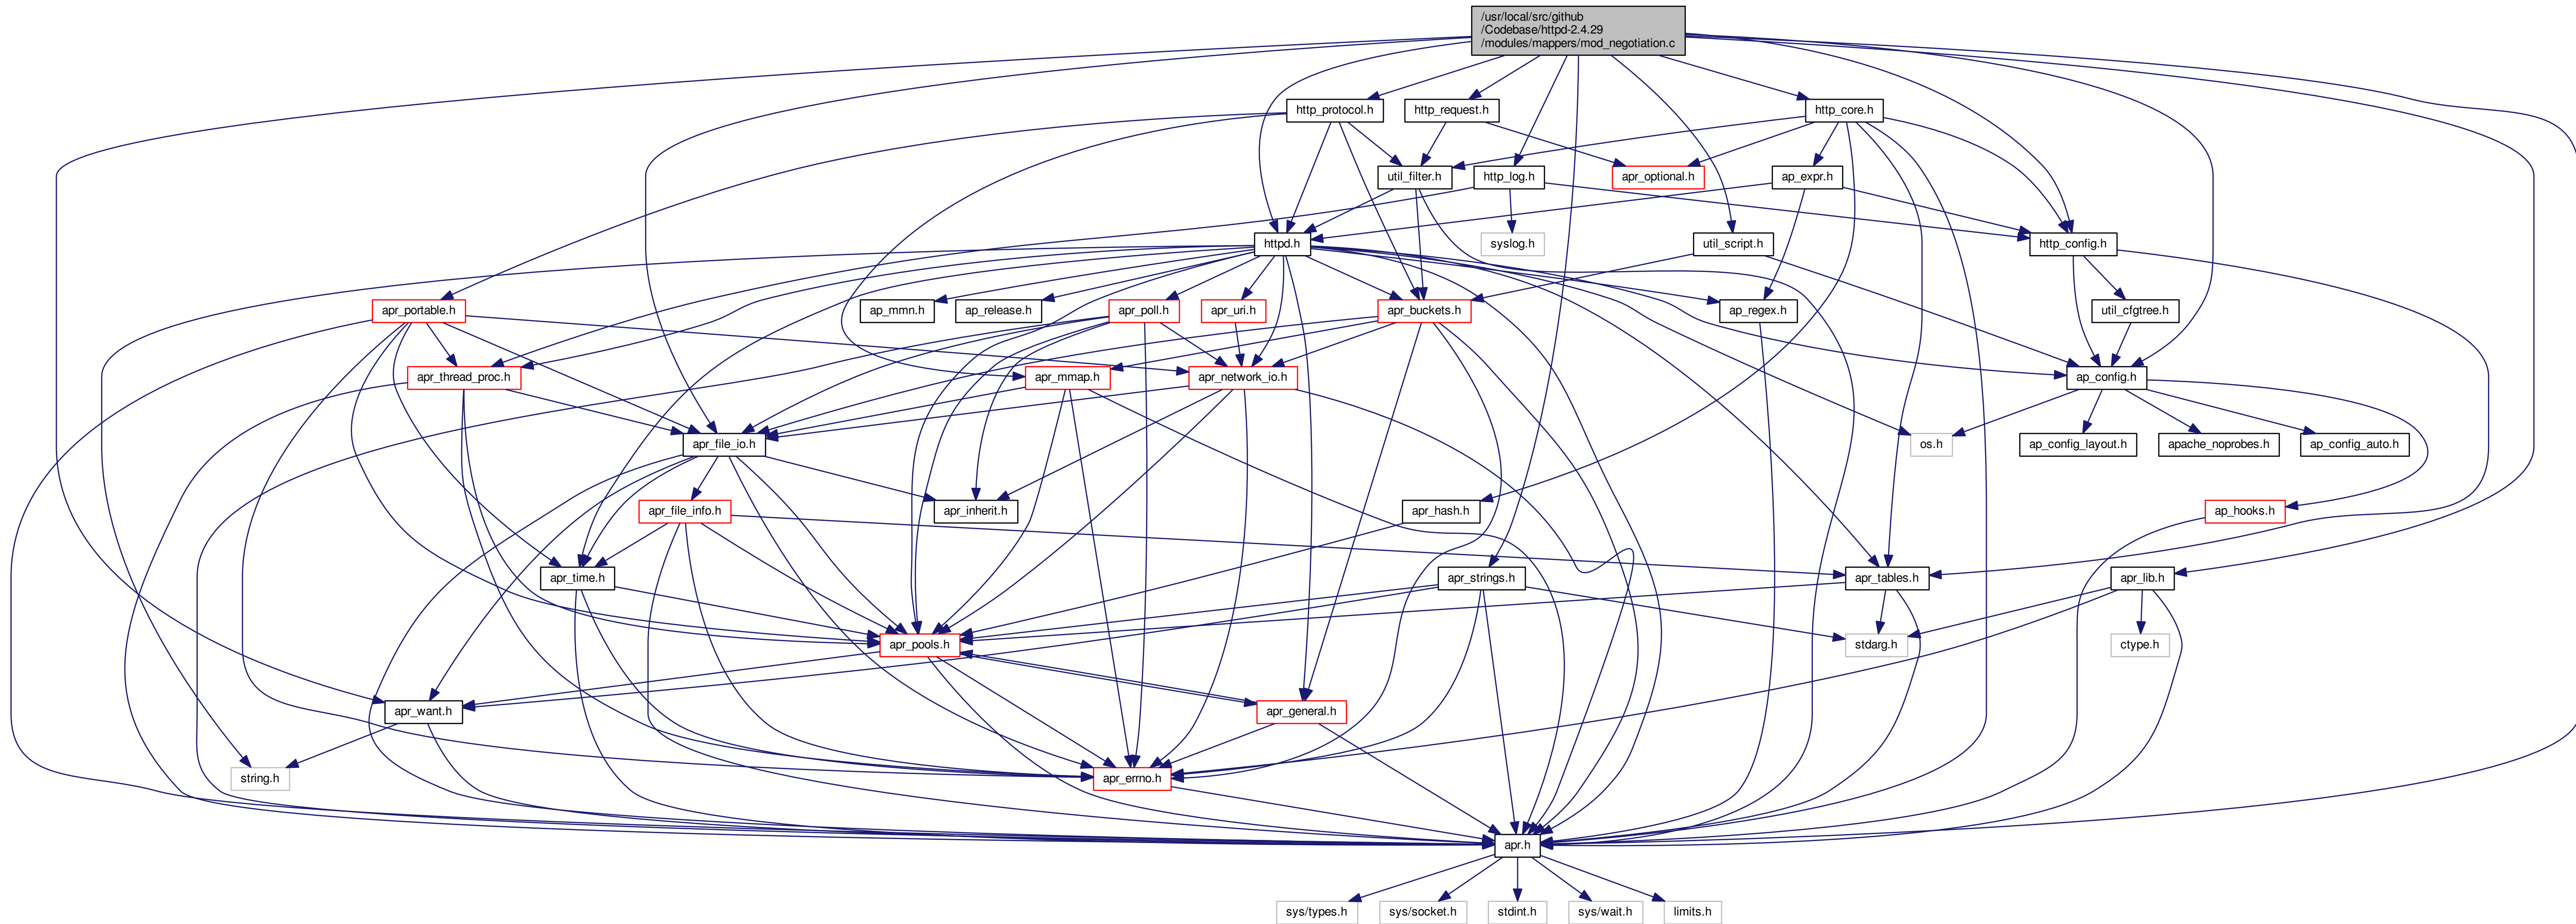 /usr/local/src/github
/Codebase/httpd-2.4.29
/modules/mappers/mod_negotiation.c
http_protocol.h
http_request.h
http_core.h
util_filter.h
http_log.h
apr_optional.h
ap_expr.h
httpd.h
syslog.h
util_script.h
http_config.h
apr_portable.h
ap_mmn.h
ap_release.h
apr_poll.h
apr_uri.h
apr_buckets.h
ap_regex.h
util_cfgtree.h
apr_thread_proc.h
apr_mmap.h
apr_network_io.h
ap_config.h
apr_file_io.h
os.h
ap_config_layout.h
apache_noprobes.h
ap_config_auto.h
apr_file_info.h
apr_inherit.h
apr_hash.h
ap_hooks.h
apr_time.h
apr_strings.h
apr_tables.h
apr_lib.h
apr_pools.h
stdarg.h
ctype.h
apr_want.h
apr_general.h
string.h
apr_errno.h
apr.h
sys/types.h
sys/socket.h
stdint.h
sys/wait.h
limits.h